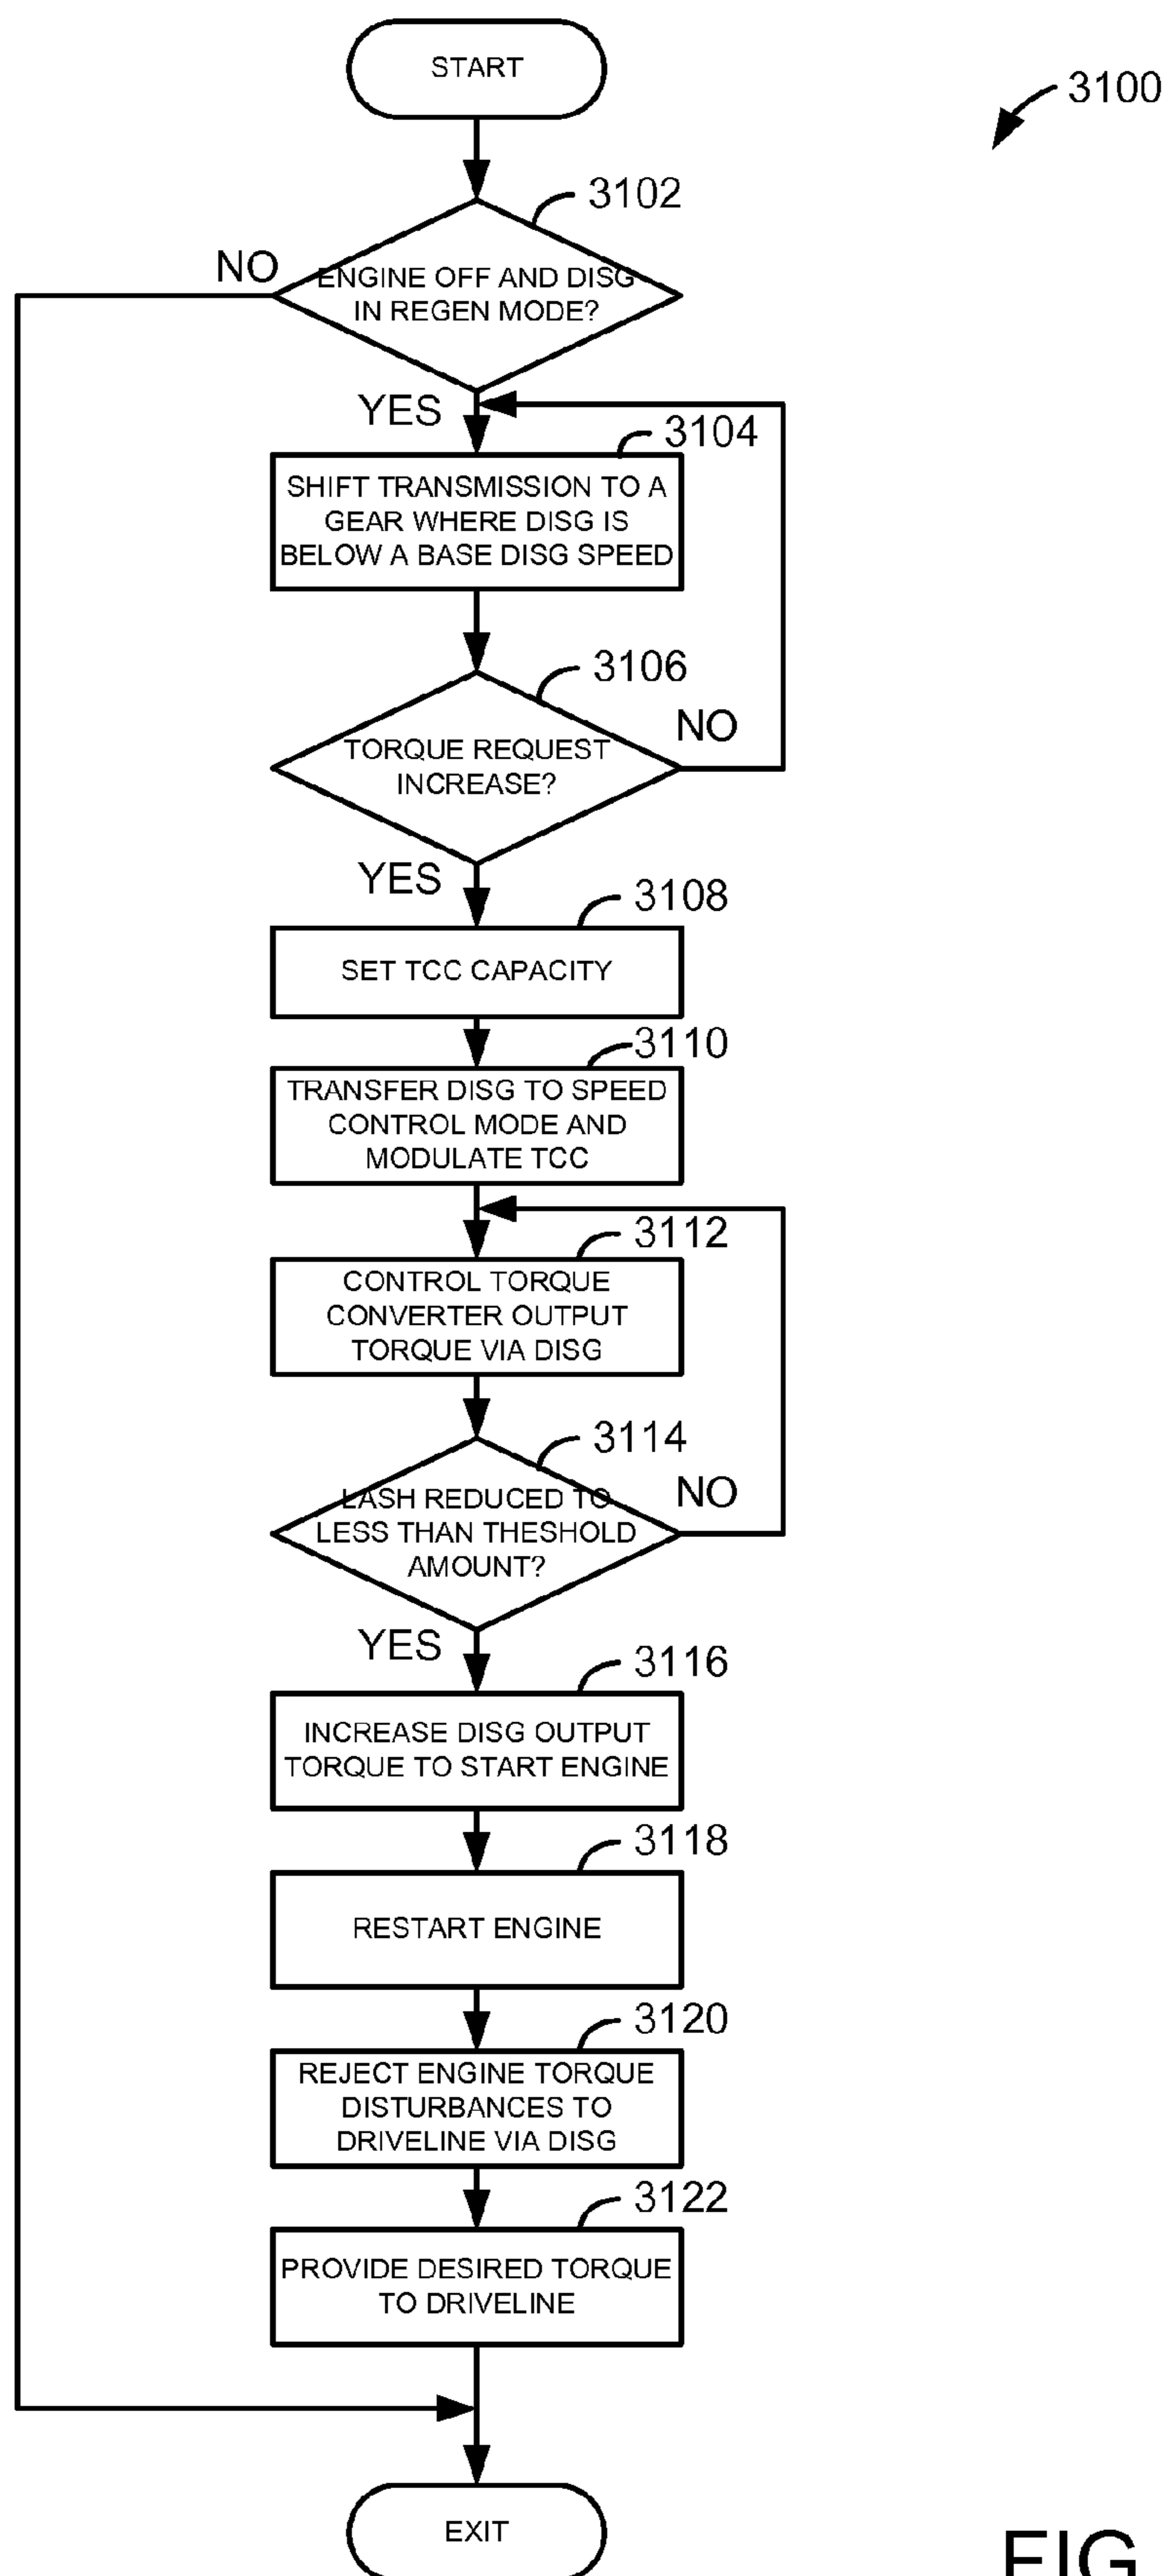 START
3100
3102
NO
ENGINE OFF AND DISG
IN REGEN MODE?
YES
3104
SHIFT TRANSMISSION TO A
GEAR WHERE DISG IS
BELOW A BASE DISG SPEED
3106
TORQUE REQUEST
INCREASE?
NO
YES
3108
SET TCC CAPACITY
3110
TRANSFER DISG TO SPEED
CONTROL MODE AND
MODULATE TCC
3112
CONTROL TORQUE
CONVERTER OUTPUT
TORQUE VIA DISG
3114
LASH REDUCED TO
LESS THAN THESHOLD
AMOUNT?
NO
YES
3116
INCREASE DISG OUTPUT
TORQUE TO START ENGINE
3118
RESTART ENGINE
3120
REJECT ENGINE TORQUE
DISTURBANCES TO
DRIVELINE VIA DISG
3122
PROVIDE DESIRED TORQUE
TO DRIVELINE
EXIT
FIG